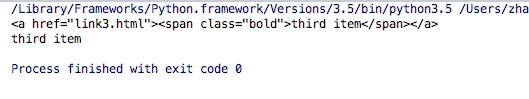 /Library/Frameworks/Python.framework/Versions/3.5/bin/python3.5 /Users/zha
<a href="link3.html"><span class="bold">third item</span></a>
third item
Process finished with exit code 0